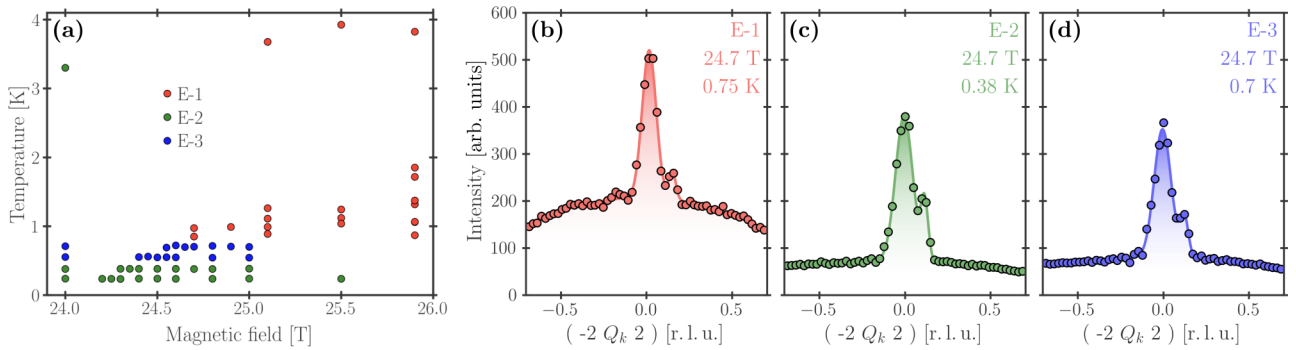 (a)
Temperature [K]
4
3
2
1
0
E-1
E-2
E-3
24.0
24.5
25.0
25.5
26.0
Magnetic field [T]
(b)
E-1
24.7 T
0.75 K
Intensity [arb. units]
600
500
400
300
200
100
0
−0.5
0.0
0.5
( -2 Qk 2 ) [r. l. u.]
(c)
E-2
24.7 T
0.38 K
−0.5
0.0
0.5
( -2 Qk 2 ) [r. l. u.]
(d)
E-3
24.7 T
0.7 K
−0.5
0.0
0.5
( -2 Qk 2 ) [r. l. u.]